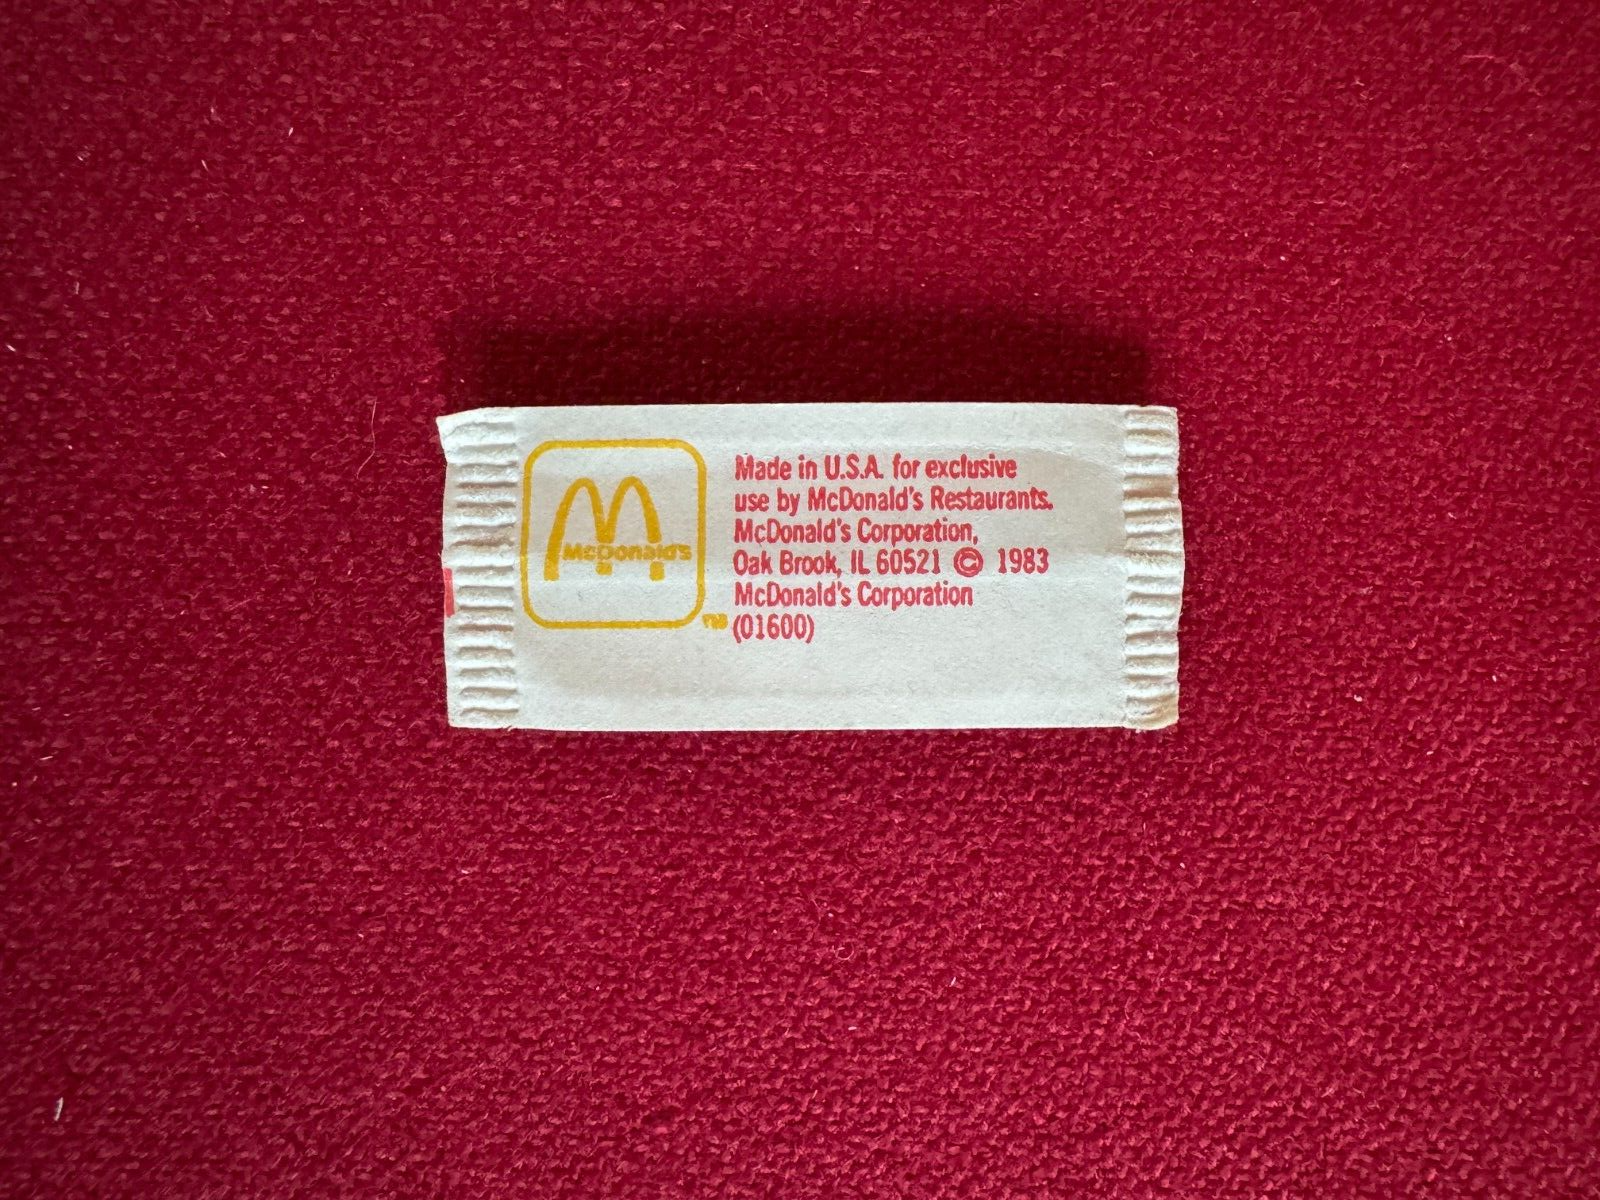 McDonald's
TM
Made in U.S.A. for exclusive
use by McDonald's Restaurants.
McDonald's Corporation,
Oak Brook, IL 60521 © 1983
McDonald's Corporation
(01600)